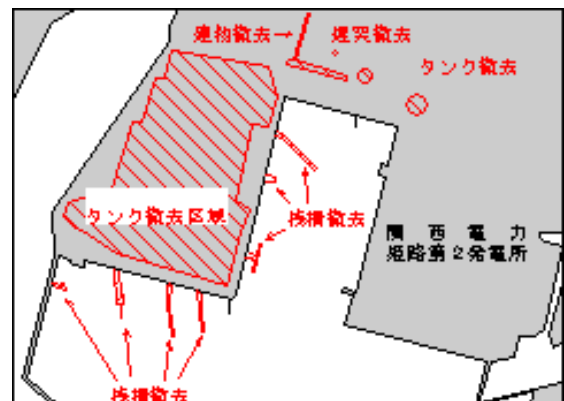 建物撤去→
煙突撤去
タンク撤去
タンク撤去区域
桟橋撤去
関西電力
姫路第2発電所
桟橋撤去